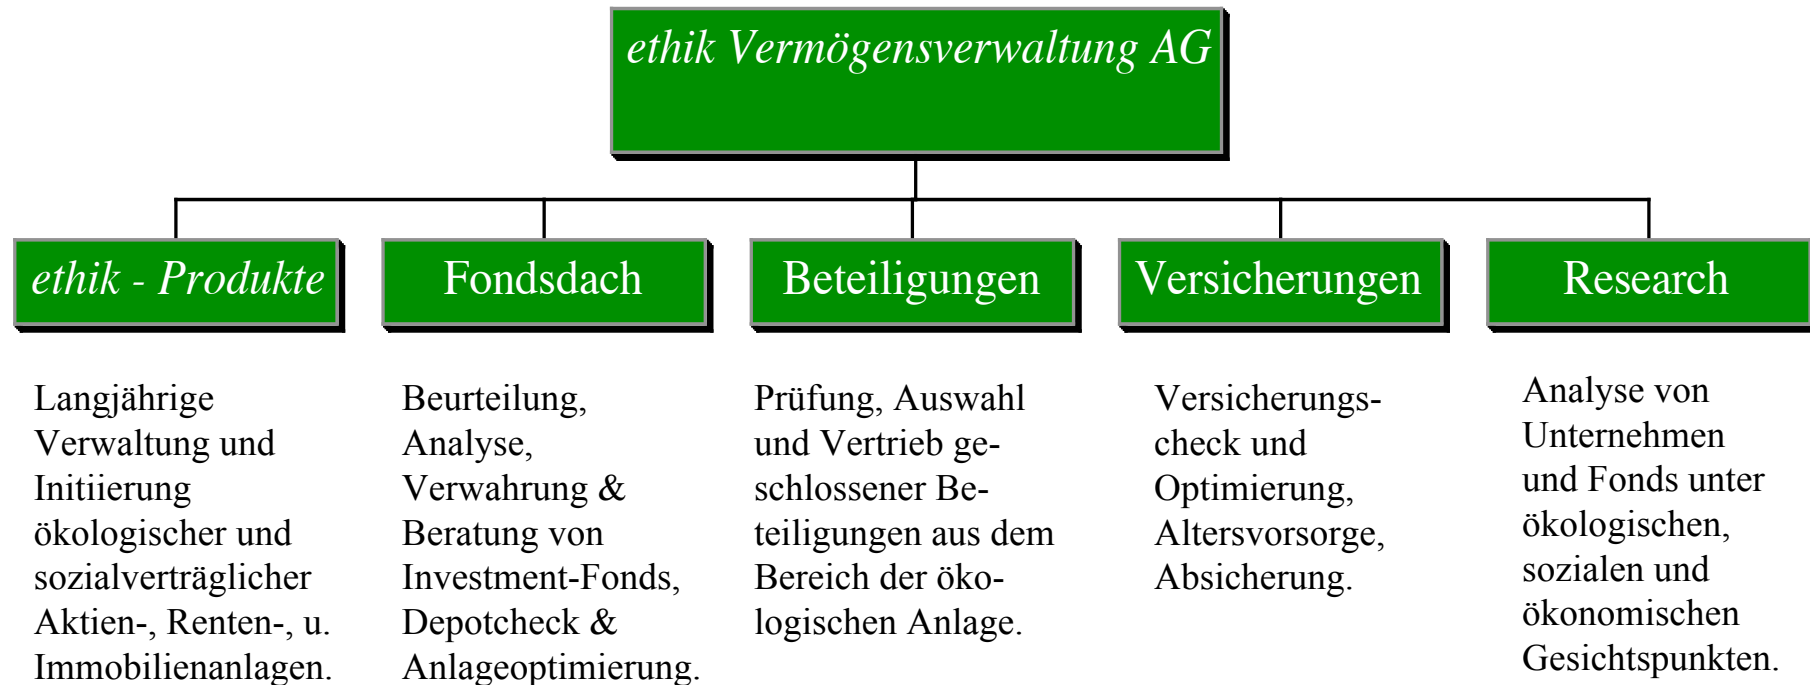 ethik Vermögensverwaltung AG
ethik - Produkte
Fondsdach
Beteiligungen
Versicherungen
Research
Langjährige
Verwaltung und
Initiierung
ökologischer und
sozialverträglicher
Aktien-, Renten-, u.
Immobilienanlagen.
Beurteilung,
Analyse,
Verwahrung &
Beratung von
Investment-Fonds,
Depotcheck &
Anlageoptimierung.
Prüfung, Auswahl
und Vertrieb ge-
schlossener Be-
teiligungen aus dem
Bereich der öko-
logischen Anlage.
Versicherungs-
check und
Optimierung,
Altersvorsorge,
Absicherung.
Analyse von
Unternehmen
und Fonds unter
ökologischen,
sozialen und
ökonomischen
Gesichtspunkten.